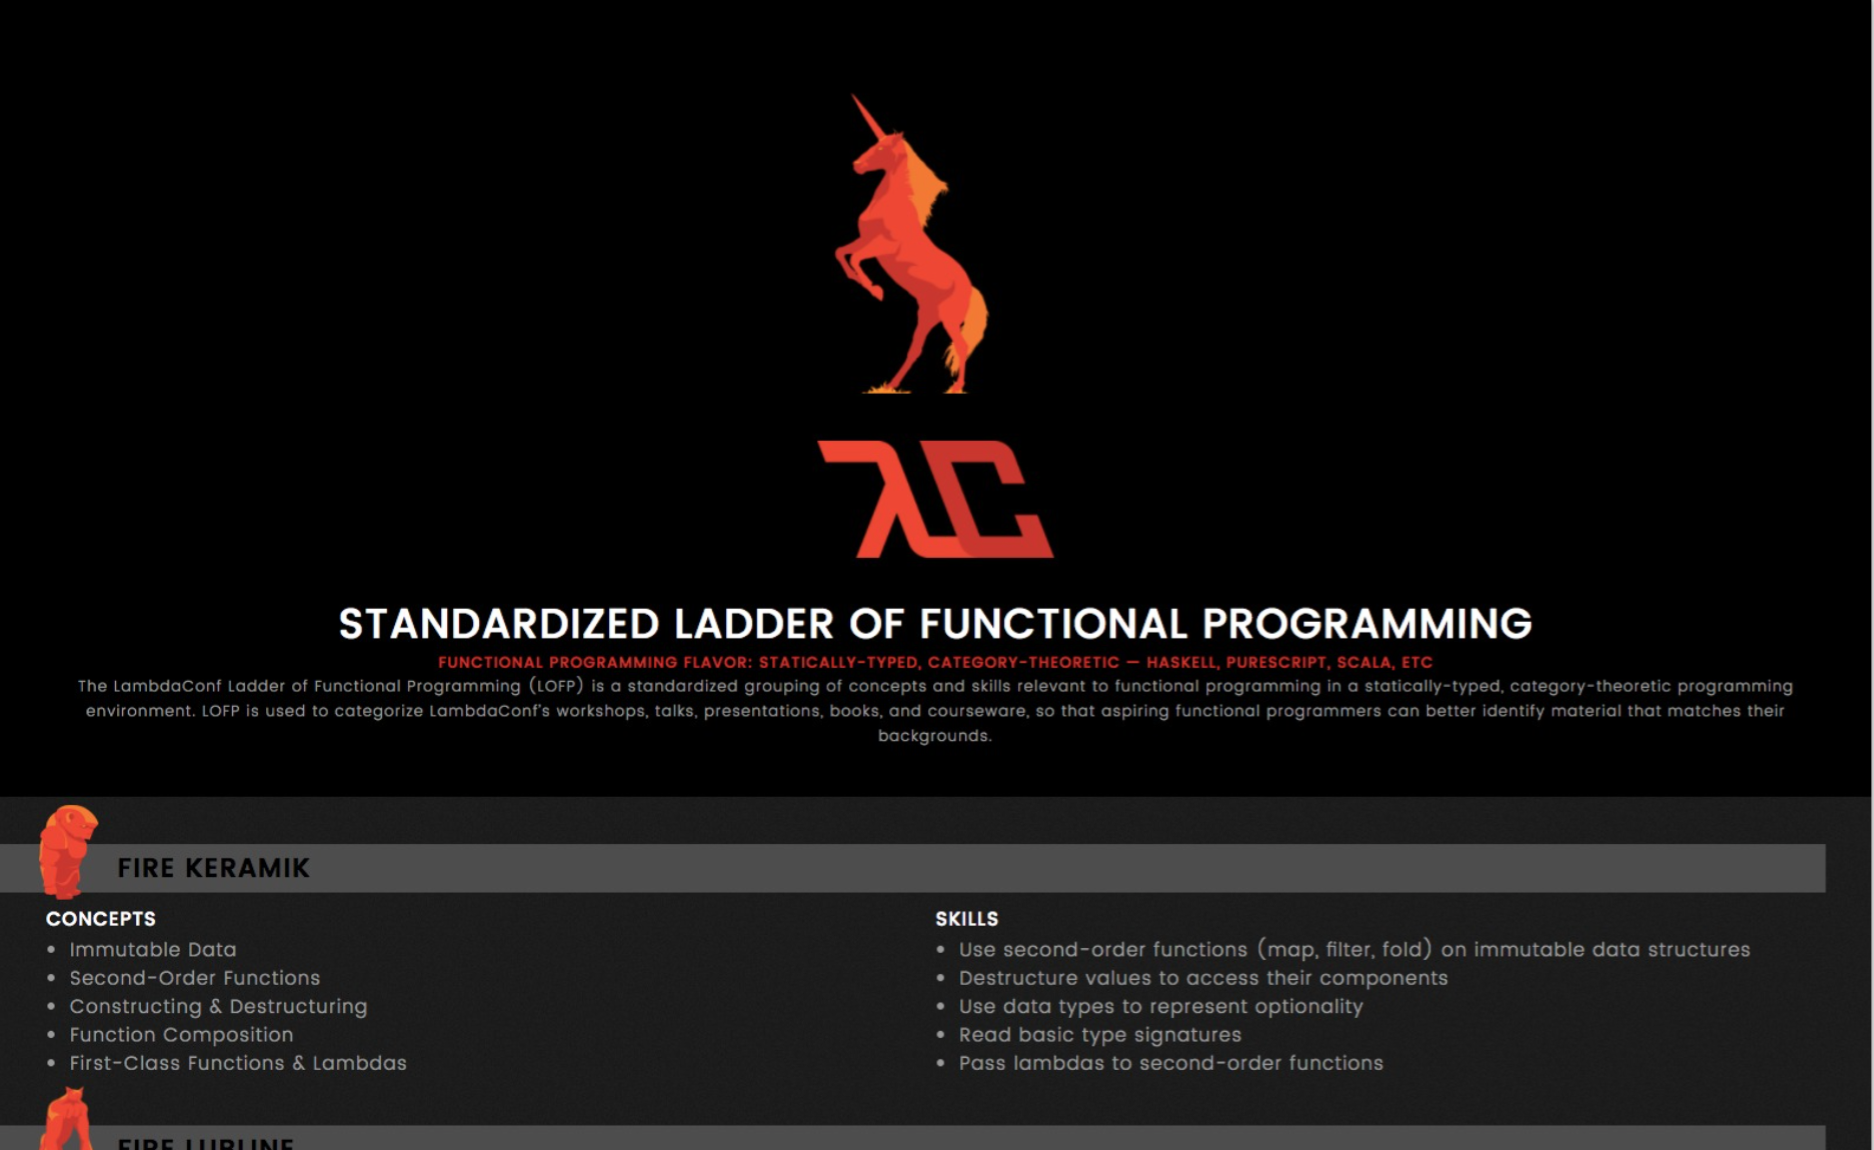 λC
STANDARDIZED LADDER OF FUNCTIONAL PROGRAMMING
FUNCTIONAL PROGRAMMING FLAVOR: STATICALLY-TYPED, CATEGORY-THEORETIC — HASKELL, PURESCRIPT, SCALA, ETC
The LambdaConf Ladder of Functional Programming (LOFP) is a standardized grouping of concepts and skills relevant to functional programming in a statically-typed, category-theoretic programming
environment. LOFP is used to categorize LambdaConf's workshops, talks, presentations, books, and courseware, so that aspiring functional programmers can better identify material that matches their
backgrounds.
FIRE KERAMIK
CONCEPTS
• Immutable Data
• Second-Order Functions
• Constructing & Destructuring
• Function Composition
• First-Class Functions & Lambdas
SKILLS
• Use second-order functions (map, filter, fold) on immutable data structures
• Destructure values to access their components
• Use data types to represent optionality
• Read basic type signatures
• Pass lambdas to second-order functions
FIRE LUBLINE